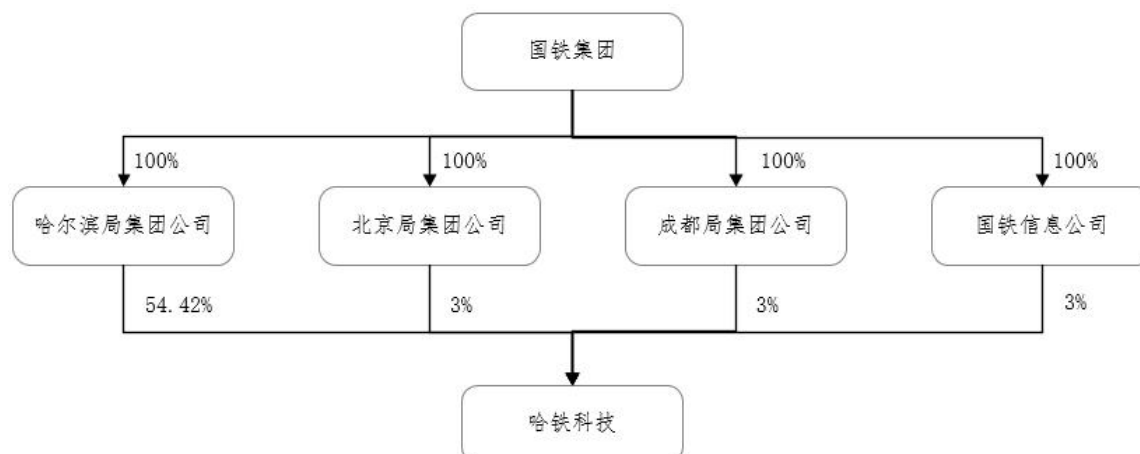 国铁集团
100%
100%
100%
100%
哈尔滨局集团公司
北京局集团公司
成都局集团公司
国铁信息公司
54.42%
3%
3%
3%
哈铁科技